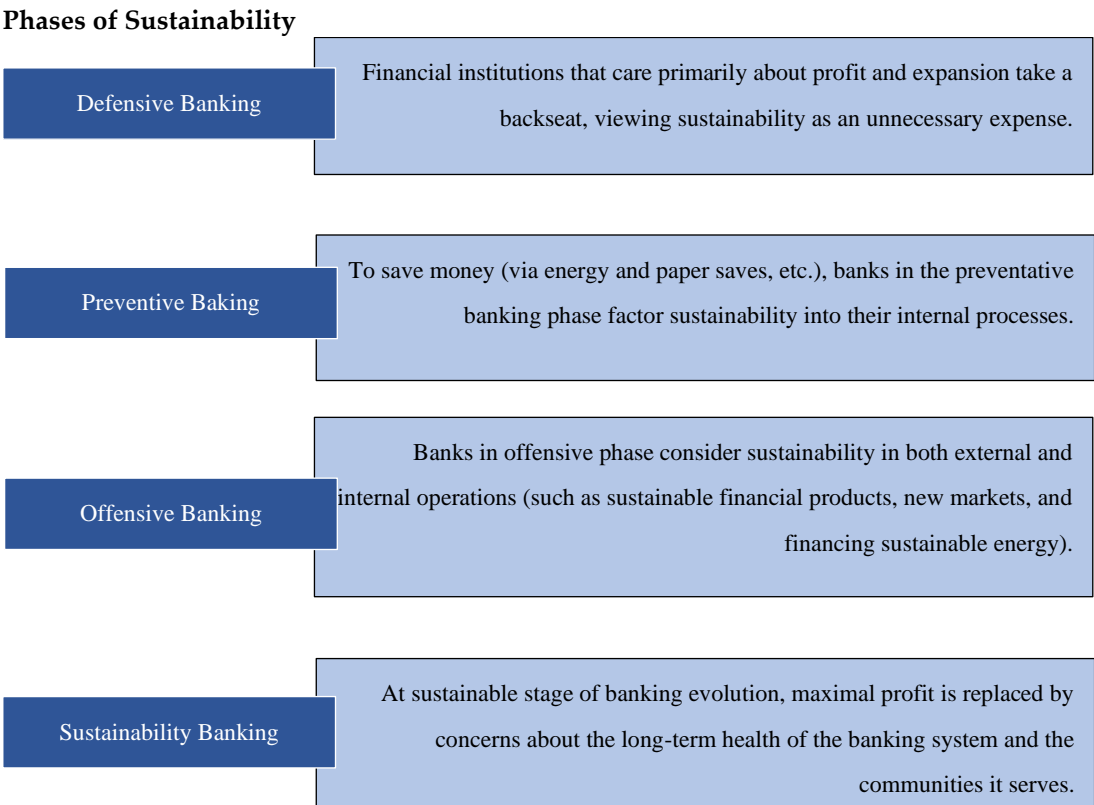 Phases of Sustainability
Defensive Banking
Financial institutions that care primarily about profit and expansion take a
backseat, viewing sustainability as an unnecessary expense.
Preventive Baking
To save money (via energy and paper saves, etc.), banks in the preventative
banking phase factor sustainability into their internal processes.
Offensive Banking
Banks in offensive phase consider sustainability in both external and
internal operations (such as sustainable financial products, new markets, and
financing sustainable energy).
Sustainability Banking
At sustainable stage of banking evolution, maximal profit is replaced by
concerns about the long-term health of the banking system and the
communities it serves.